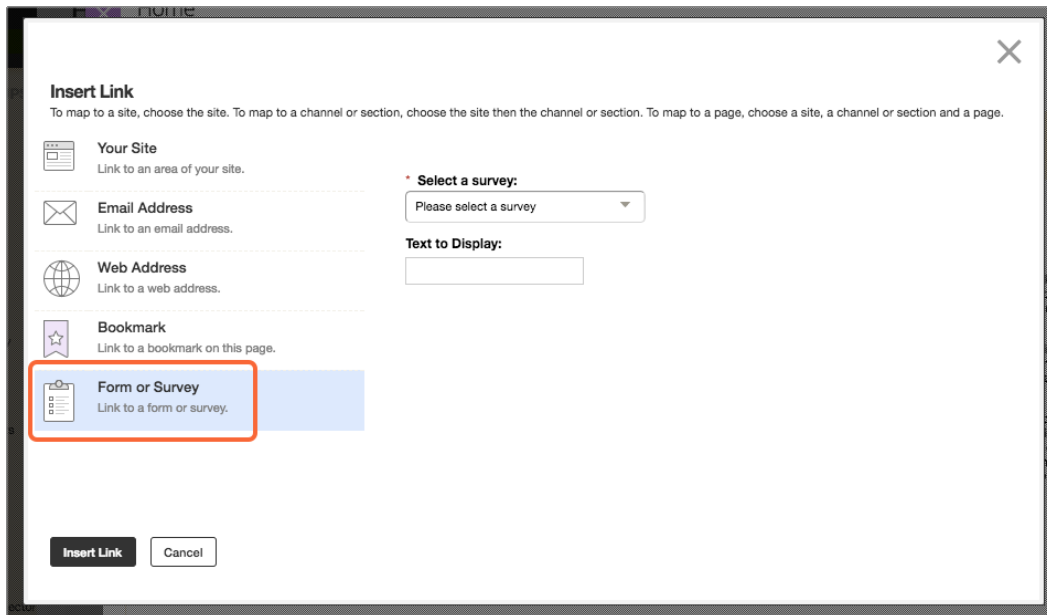 Home
Insert Link
To map to a site, choose the site. To map to a channel or section, choose the site then the channel or section. To map to a page, choose a site, a channel or section and a page.
Your Site
Link to an area of your site.
Email Address
Link to an email address.
Web Address
Link to a web address.
Bookmark
Link to a bookmark on this page.
Form or Survey
Link to a form or survey.
* Select a survey:
Please select a survey
Text to Display:
Insert Link
Cancel